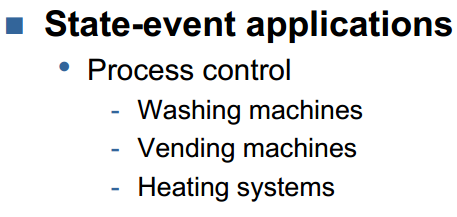 ■ State-event applications
• Process control
- Washing machines
- Vending machines
- Heating systems